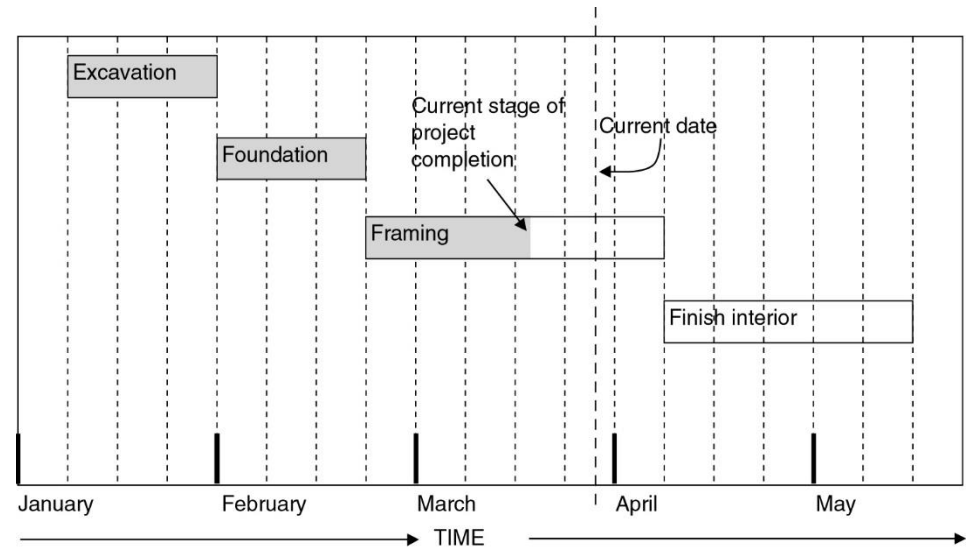 Excavation
Current stage of
project
completion
Current date
Foundation
Framing
Finish interior
January
February
March
April
May
TIME